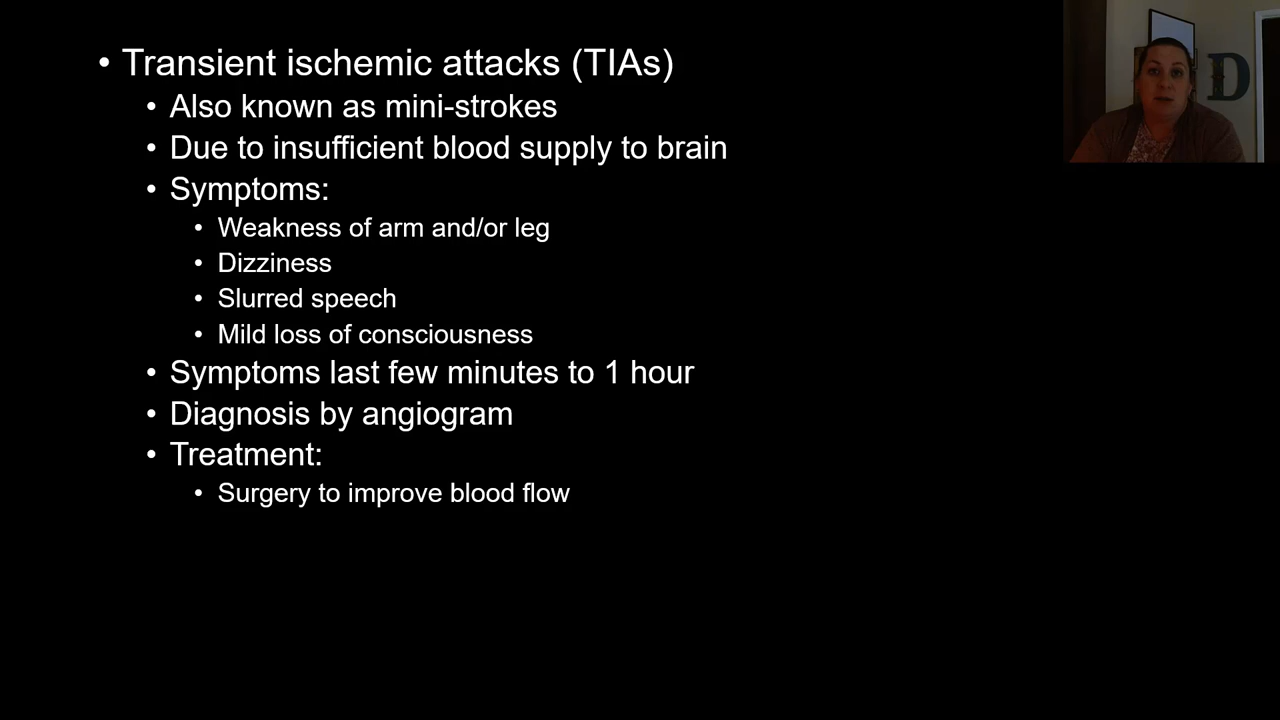 • Transient ischemic attacks (TIAs)
• Also known as mini-strokes
• Due to insufficient blood supply to brain
• Symptoms:
• Weakness of arm and/or leg
• Dizziness
• Slurred speech
• Mild loss of consciousness
• Symptoms last few minutes to 1 hour
• Diagnosis by angiogram
• Treatment:
• Surgery to improve blood flow
D